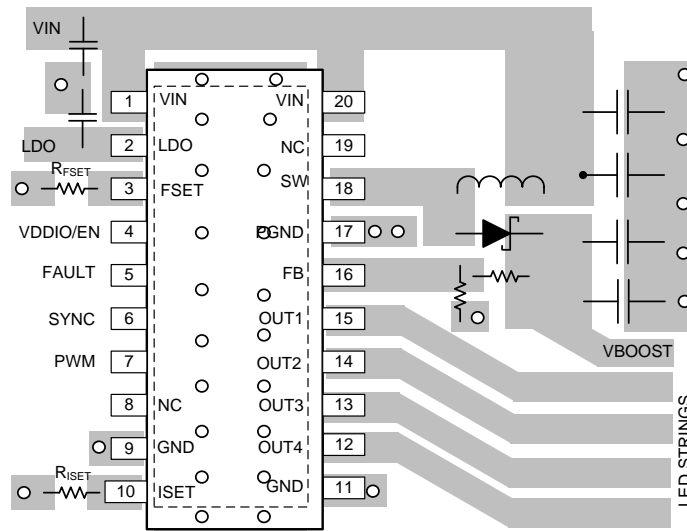 VIN
1 VIN VIN 20
LDO 2 LDO NC 19
RFSET 3 FSET SW 18
VDDIO/EN 4 PGND 17
FAULT 5 FB 16
SYNC 6 OUT1 15
PWM 7 OUT2 14
8 NC OUT3 13
9 GND OUT4 12
RISET 10 ISET GND 11
VBOOST
LED STRINGS